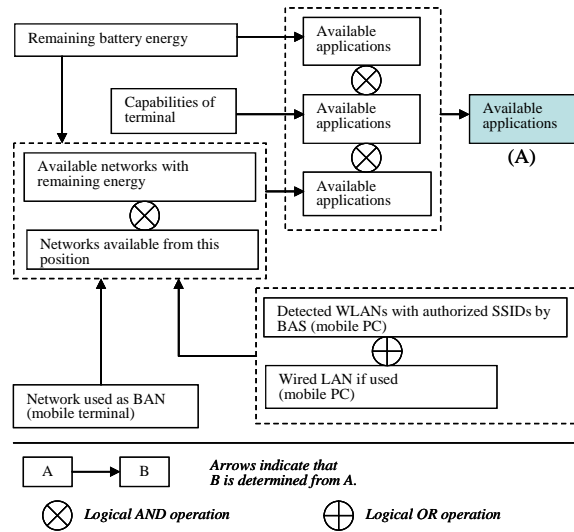 Remaining battery energy
Available
applications
Capabilities of
terminal
Available
applications
Available
applications
(A)
Available networks with
remaining energy
Available
applications
Networks available from this
position
Detected WLANs with authorized SSIDs by
BAS (mobile PC)
Wired LAN if used
(mobile PC)
Network used as BAN
(mobile terminal)
A
B
Arrows indicate that
B is determined from A.
Logical AND operation
Logical OR operation